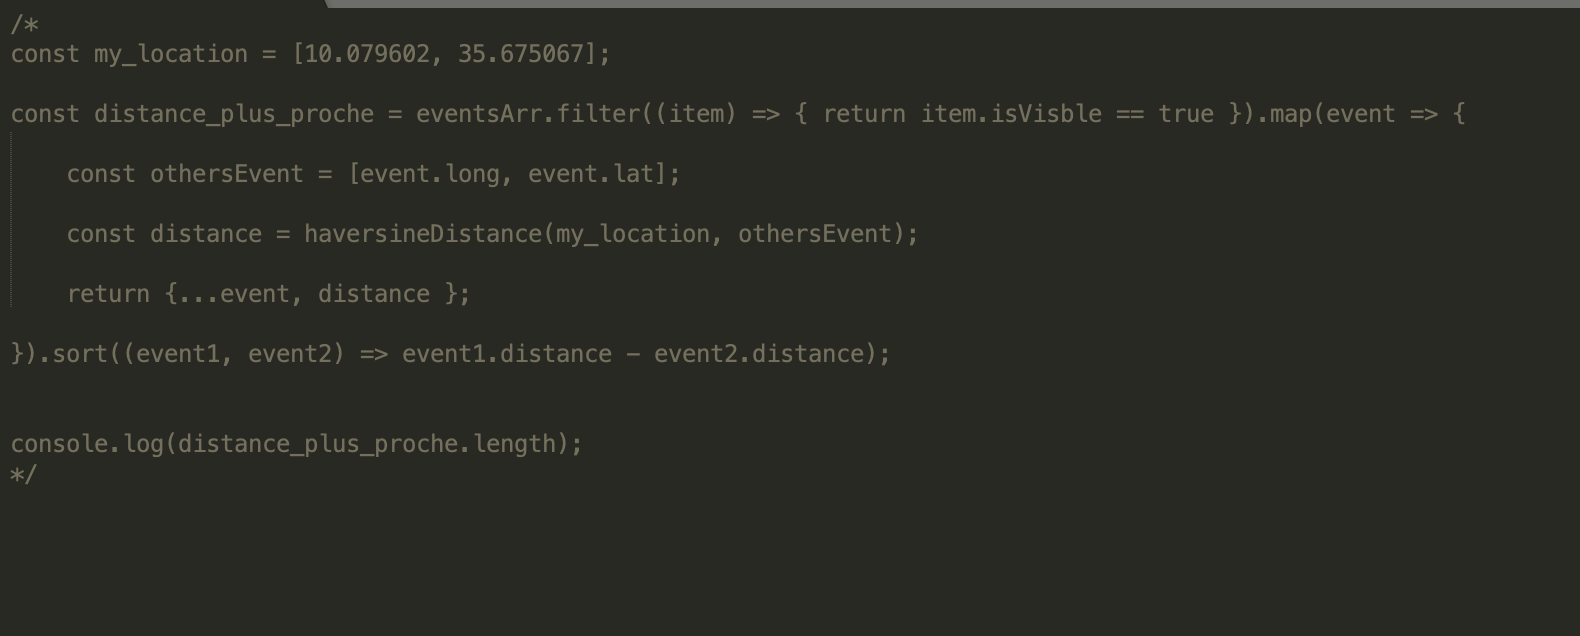 /*
const my_location = [10.079602, 35.675067];
const distance_plus_proche = eventsArr.filter((item) => { return item.isVisble == true }).map(event => {
const othersEvent = [event.long, event.lat];
const distance = haversineDistance(my_location, othersEvent);
return {...event, distance };
}).sort((event1, event2) => event1.distance - event2.distance);
console.log(distance_plus_proche.length);
*/